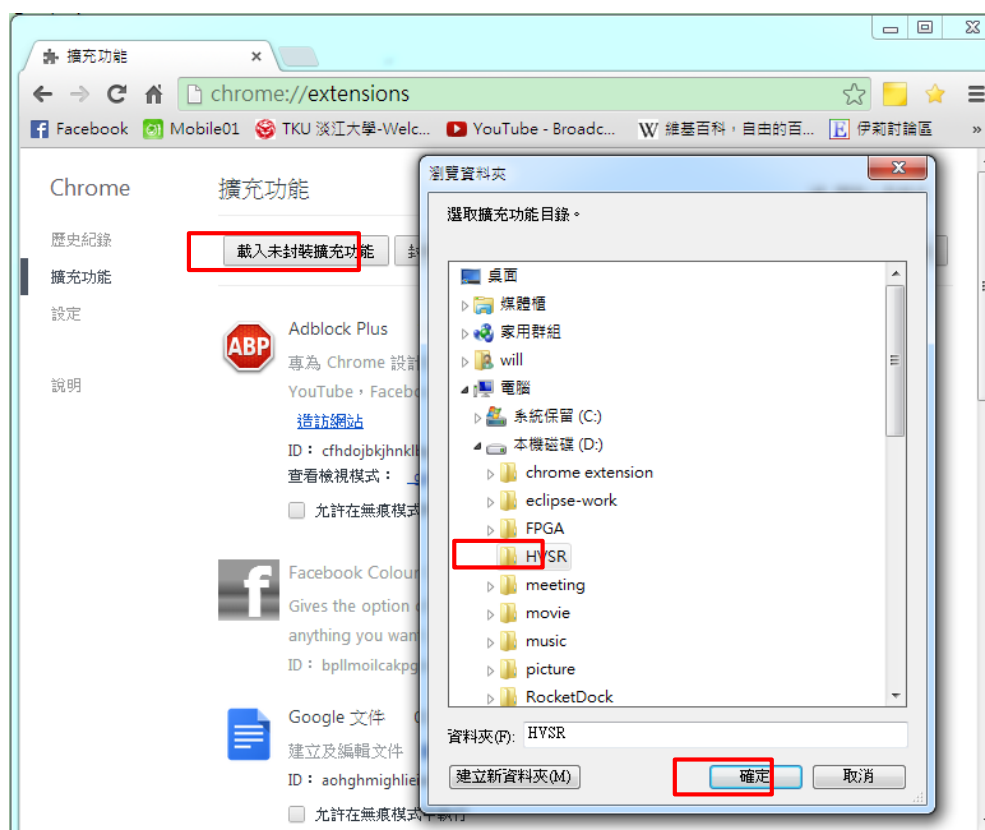 擴充功能
chrome://extensions
Facebook Mobile01 TKU 淡江大學-Welc... YouTube - Broadc... 維基百科，自由的百... 伊莉討論區 »
Chrome
歷史紀錄
擴充功能
設定
說明
擴充功能
載入未封裝擴充功能
ABP
Adblock Plus
專為 Chrome 設計
YouTube，Facebo
造訪網站
ID： cfhdojbkjhnklb
查看檢視模式：
允許在無痕模式
Facebook Colour
Gives the option
anything you wan
ID： bpllmoilcakpg
Google 文件
建立及編輯文件
ID： aohghmighliei
允許在無痕模式中執行
瀏覽資料夾
選取擴充功能目錄。
桌面
媒體櫃
家用群組
will
電腦
系統保留 (C:)
本機磁碟 (D:)
chrome extension
eclipse-work
FPGA
HVSR
meeting
movie
music
picture
RocketDock
資料夾(F): HVSR
建立新資料夾(M) 確定 取消